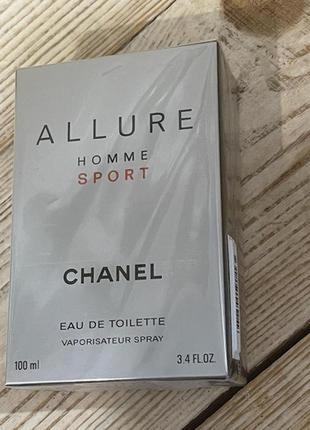 ALLURE
HOMME
SPORT
CHANEL
EAU DE TOILETTE
VAPORISATEUR SPRAY
100 ml 3.4 FL.OZ.